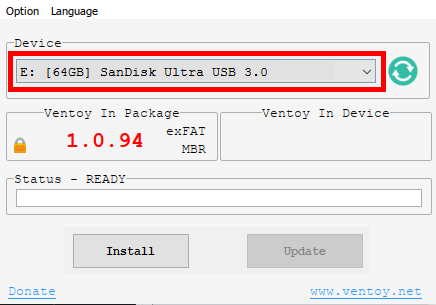 Option Language
Device
E: [64GB] SanDisk Ultra USB 3.0
Ventoy In Package
Ventoy In Device
1.0.94
exFAT
MBR
Status - READY
Install
Update
Donate
www.ventoy.net